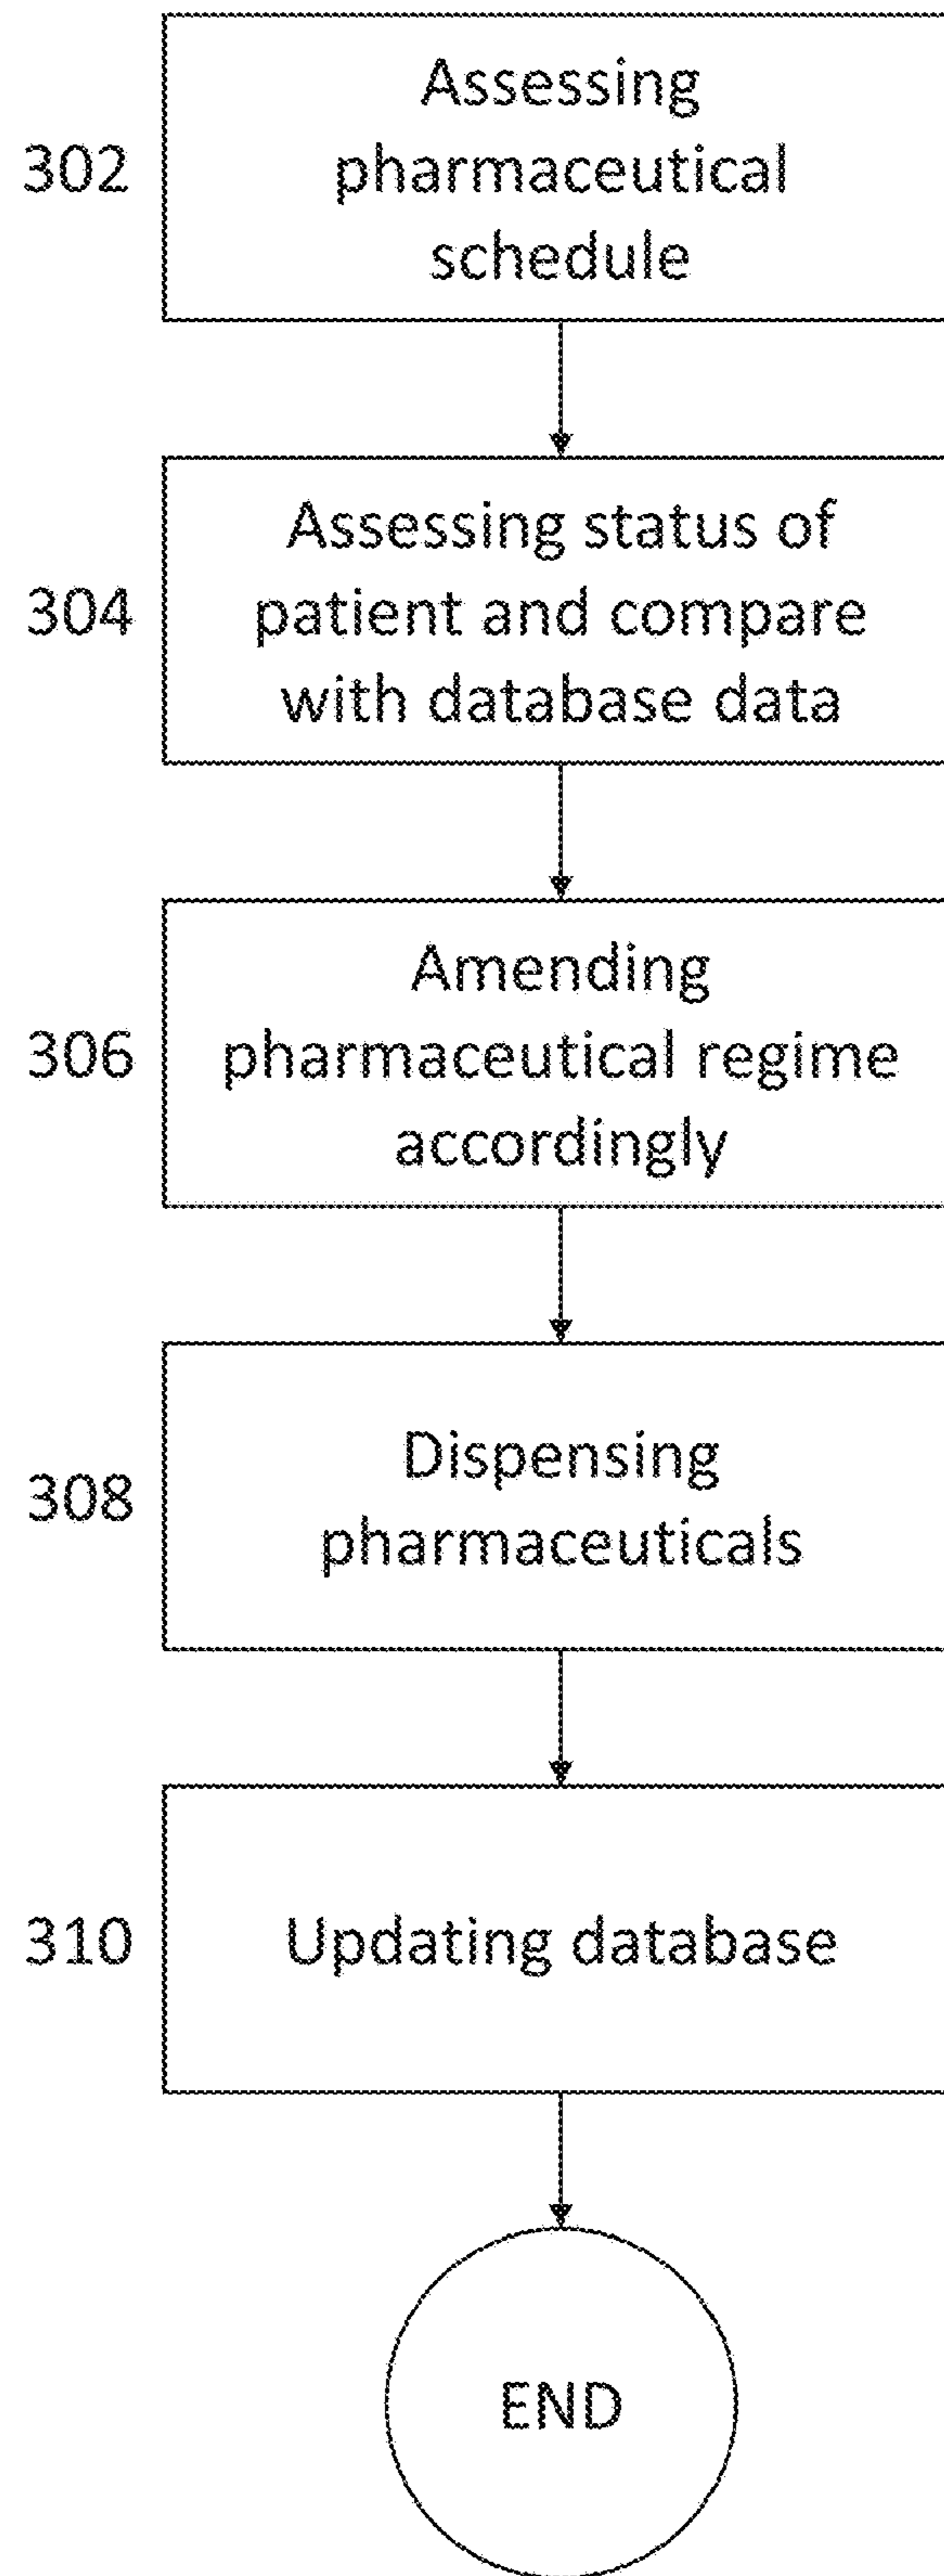 302
Assessing
pharmaceutical
schedule
304
Assessing status of
patient and compare
with database data
306
Amending
pharmaceutical regime
accordingly
308
Dispensing
pharmaceuticals
310
Updating database
END